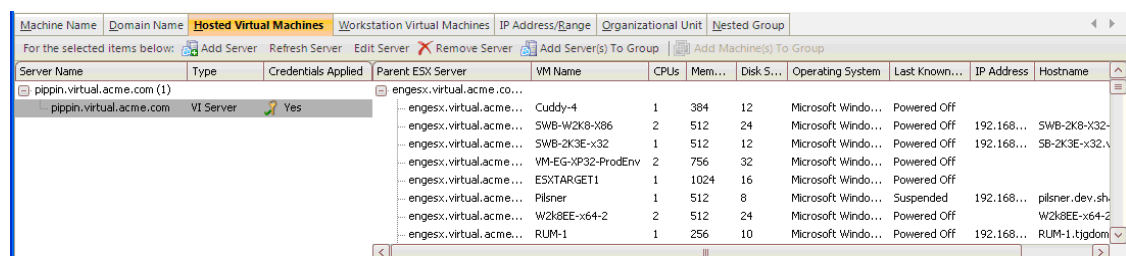 Machine Name Domain Name Hosted Virtual Machines Workstation Virtual Machines IP Address/Range Organizational Unit Nested Group
For the selected items below: Add Server Refresh Server Edit Server Remove Server Add Server(s) To Group Add Machine(s) To Group
Server Name Type Credentials Applied Parent ESX Server VM Name CPUs Mem... Disk S... Operating System Last Known... IP Address Hostname
pippin.virtual.acme.com (1) engesx.virtual.acme.co...
pippin.virtual.acme.com VI Server Yes engesx.virtual.acme... Cuddy-4 1 384 12 Microsoft Windo... Powered Off
engesx.virtual.acme... SWB-W2K8-X86 2 512 24 Microsoft Windo... Powered Off 192.168... SWB-2K8-X32-
engesx.virtual.acme... SWB-2K3E-x32 1 512 12 Microsoft Windo... Powered Off 192.168... SB-2K3E-x32.v
engesx.virtual.acme... VM-EG-XP32-ProdEnv 2 756 32 Microsoft Windo... Powered Off
engesx.virtual.acme... ESXTARGET1 1 1024 16 Microsoft Windo... Powered Off
engesx.virtual.acme... Pilsner 1 512 8 Microsoft Windo... Suspended 192.168... pilsner.dev.sh
engesx.virtual.acme... W2k8EE-x64-2 2 512 24 Microsoft Windo... Powered Off W2k8EE-x64-2
engesx.virtual.acme... RUM-1 1 256 10 Microsoft Windo... Powered Off 192.168... RUM-1.tjgdom